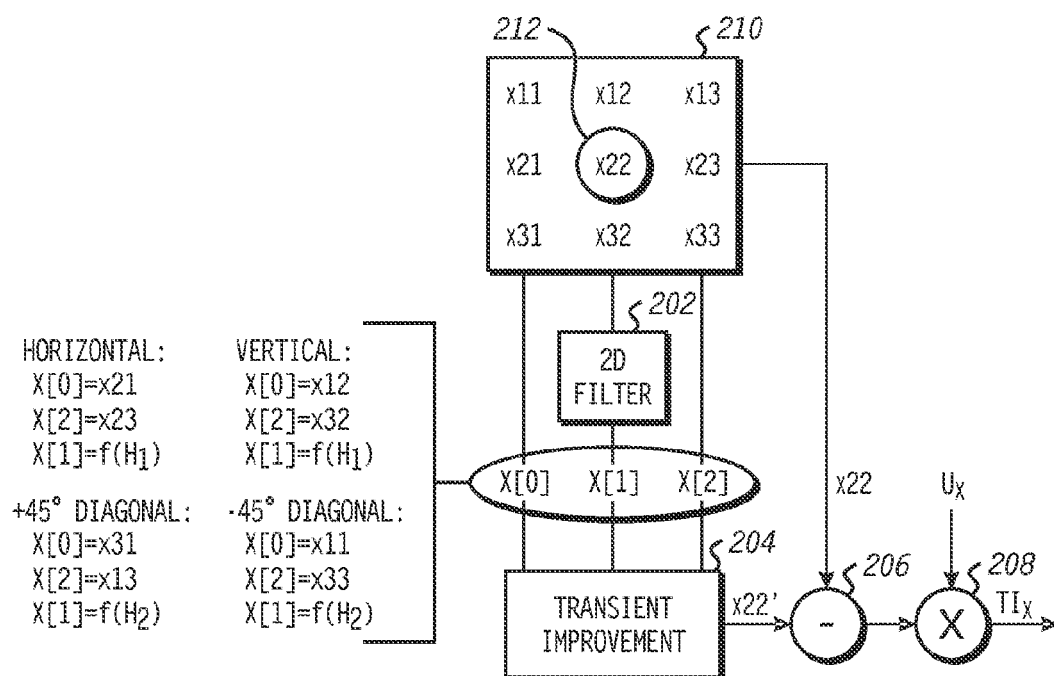 212
210
x11 x12 x13
x21 x22 x23
x31 x32 x33
202
2D
FILTER
HORIZONTAL:
X[0]=x21
X[2]=x23
X[1]=f(H1)
VERTICAL:
X[0]=x12
X[2]=x32
X[1]=f(H1)
+45° DIAGONAL:
X[0]=x31
X[2]=x13
X[1]=f(H2)
-45° DIAGONAL:
X[0]=x11
X[2]=x33
X[1]=f(H2)
X[0] X[1] X[2]
x22
UX
204
206
208
TRANSIENT
IMPROVEMENT
x22'
-
X
TIX